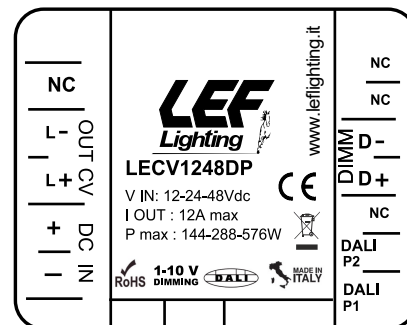 NC
L-
L+
OUT CV
+
-
DC IN
LEF
Lighting
www.leflighting.it
LECV1248DP
V IN: 12-24-48Vdc
I OUT : 12A max
P max : 144-288-576W
CE
RoHS
1-10 V
DIMMING
DALI
MADE IN
ITALY
NC
NC
DIMM
D-
D+
NC
DALI
P2
DALI
P1